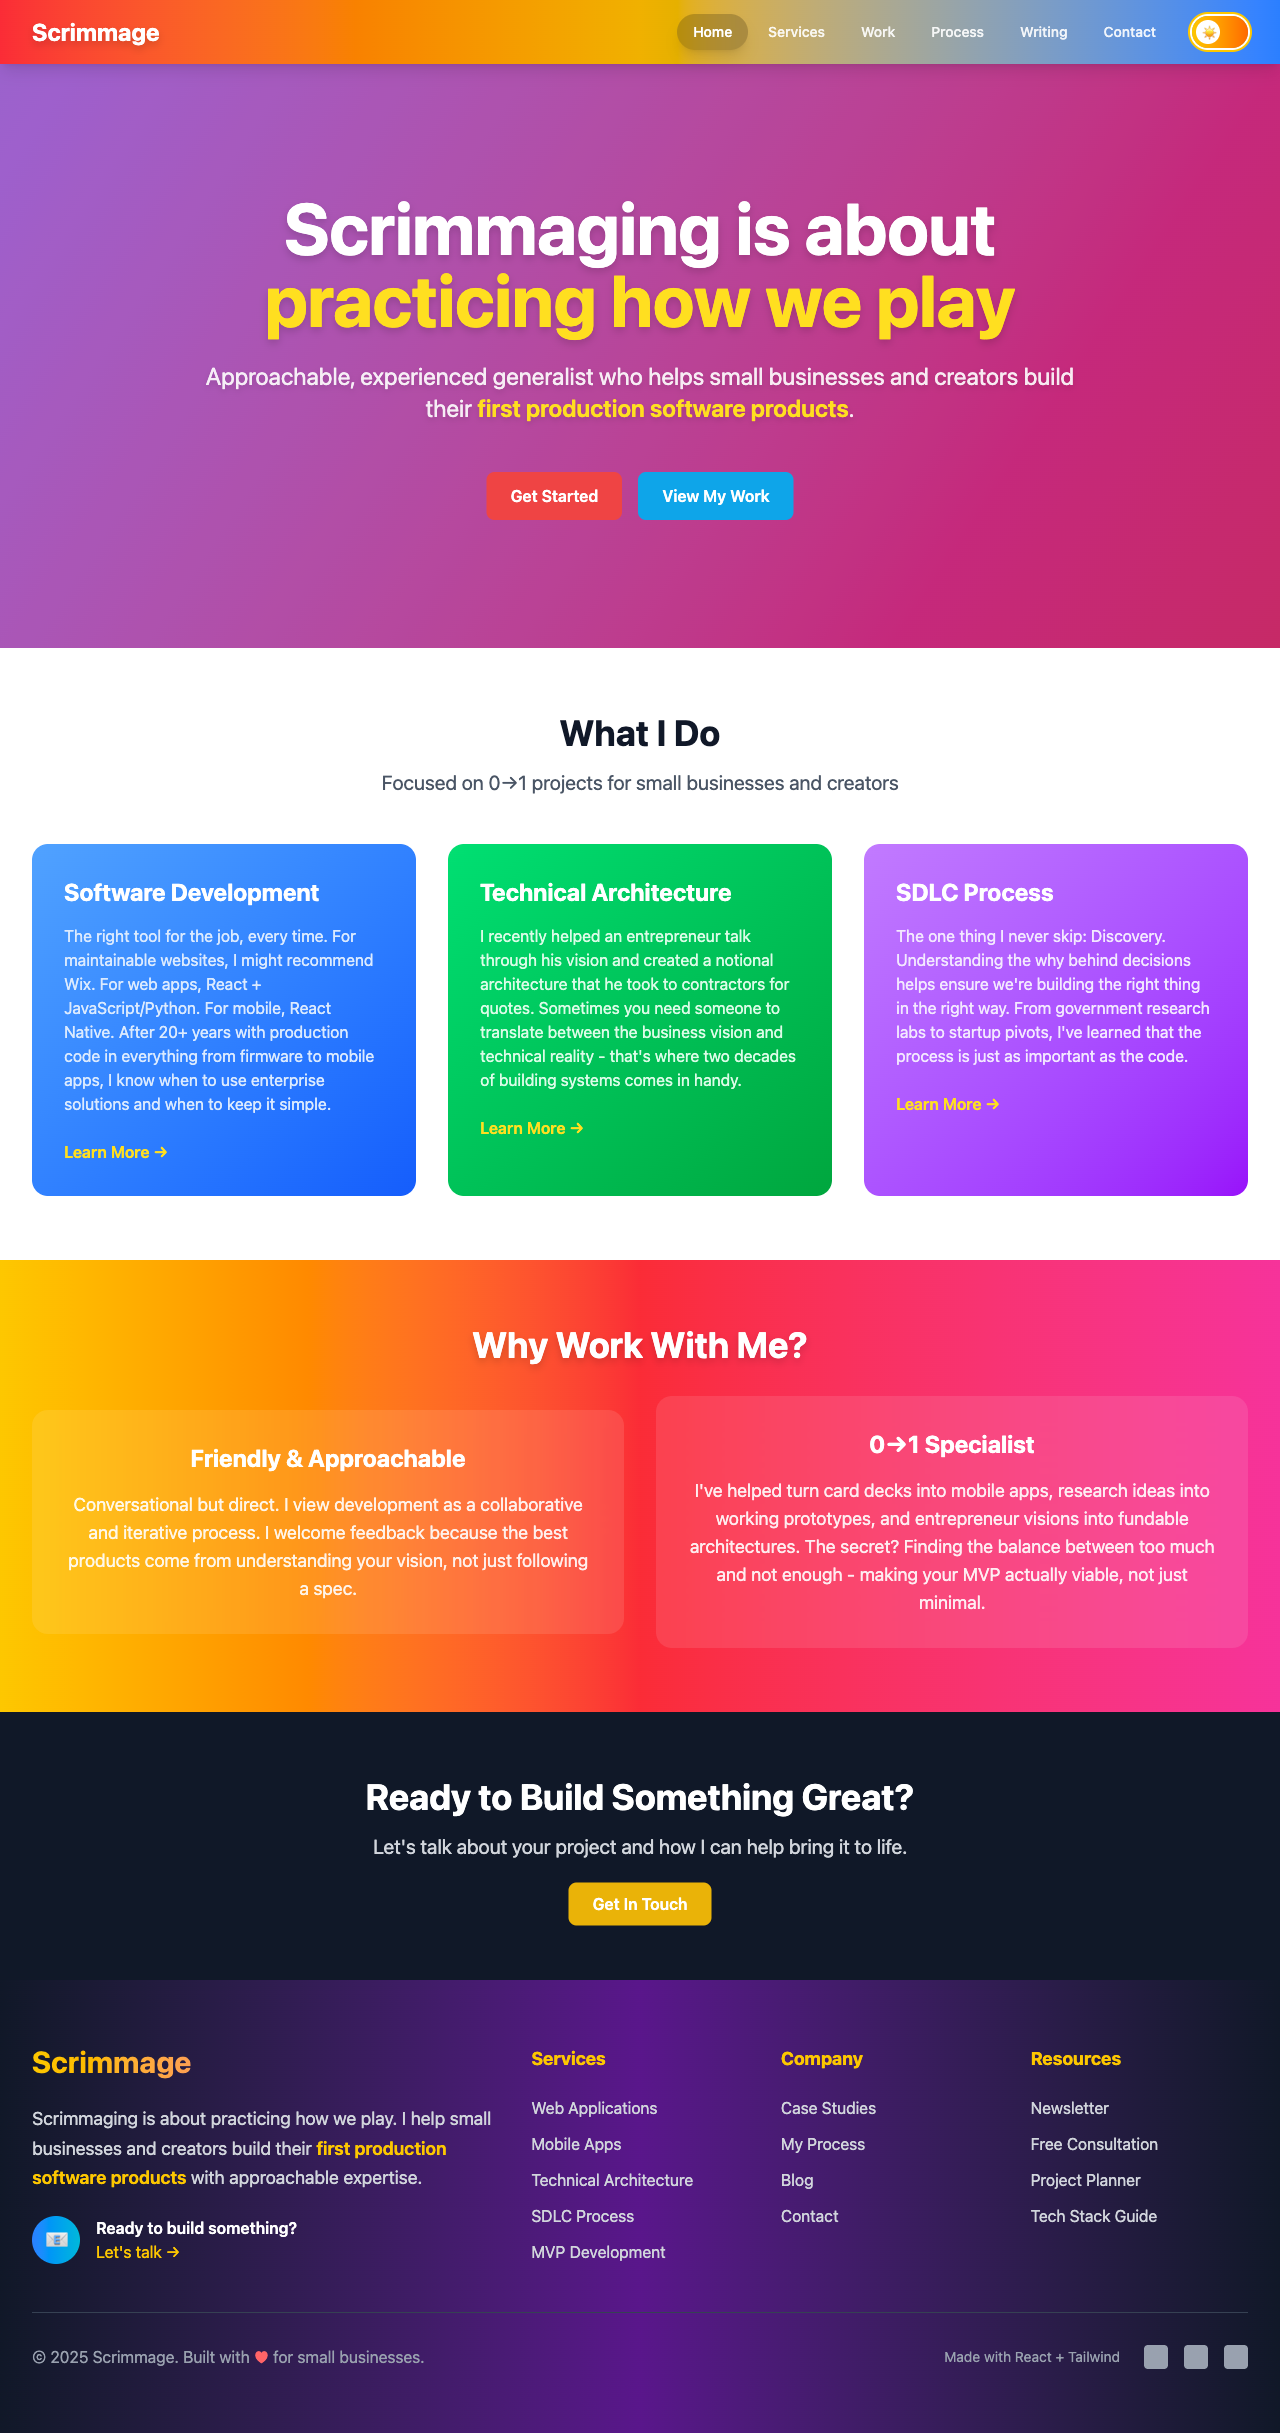 Scrimmage
Home Services Work Process Writing Contact
Scrimmaging is about
practicing how we play
Approachable, experienced generalist who helps small businesses and creators build
their first production software products.
Get Started View My Work
What I Do
Focused on 0→1 projects for small businesses and creators
Software Development
The right tool for the job, every time. For
maintainable websites, I might recommend
Wix. For web apps, React +
JavaScript/Python. For mobile, React
Native. After 20+ years with production
code in everything from firmware to mobile
apps, I know when to use enterprise
solutions and when to keep it simple.
Learn More →
Technical Architecture
I recently helped an entrepreneur talk
through his vision and created a notional
architecture that he took to contractors for
quotes. Sometimes you need someone to
translate between the business vision and
technical reality - that's where two decades
of building systems comes in handy.
Learn More →
SDLC Process
The one thing I never skip: Discovery.
Understanding the why behind decisions
helps ensure we're building the right thing
in the right way. From government research
labs to startup pivots, I've learned that the
process is just as important as the code.
Learn More →
Why Work With Me?
Friendly & Approachable
Conversational but direct. I view development as a collaborative
and iterative process. I welcome feedback because the best
products come from understanding your vision, not just following
a spec.
0→1 Specialist
I've helped turn card decks into mobile apps, research ideas into
working prototypes, and entrepreneur visions into fundable
architectures. The secret? Finding the balance between too much
and not enough - making your MVP actually viable, not just
minimal.
Ready to Build Something Great?
Let's talk about your project and how I can help bring it to life.
Get In Touch
Scrimmage
Scrimmaging is about practicing how we play. I help small
businesses and creators build their first production
software products with approachable expertise.
Ready to build something?
Let's talk →
Services
Web Applications
Mobile Apps
Technical Architecture
SDLC Process
MVP Development
Company
Case Studies
My Process
Blog
Contact
Resources
Newsletter
Free Consultation
Project Planner
Tech Stack Guide
© 2025 Scrimmage. Built with ❤️ for small businesses.
Made with React + Tailwind